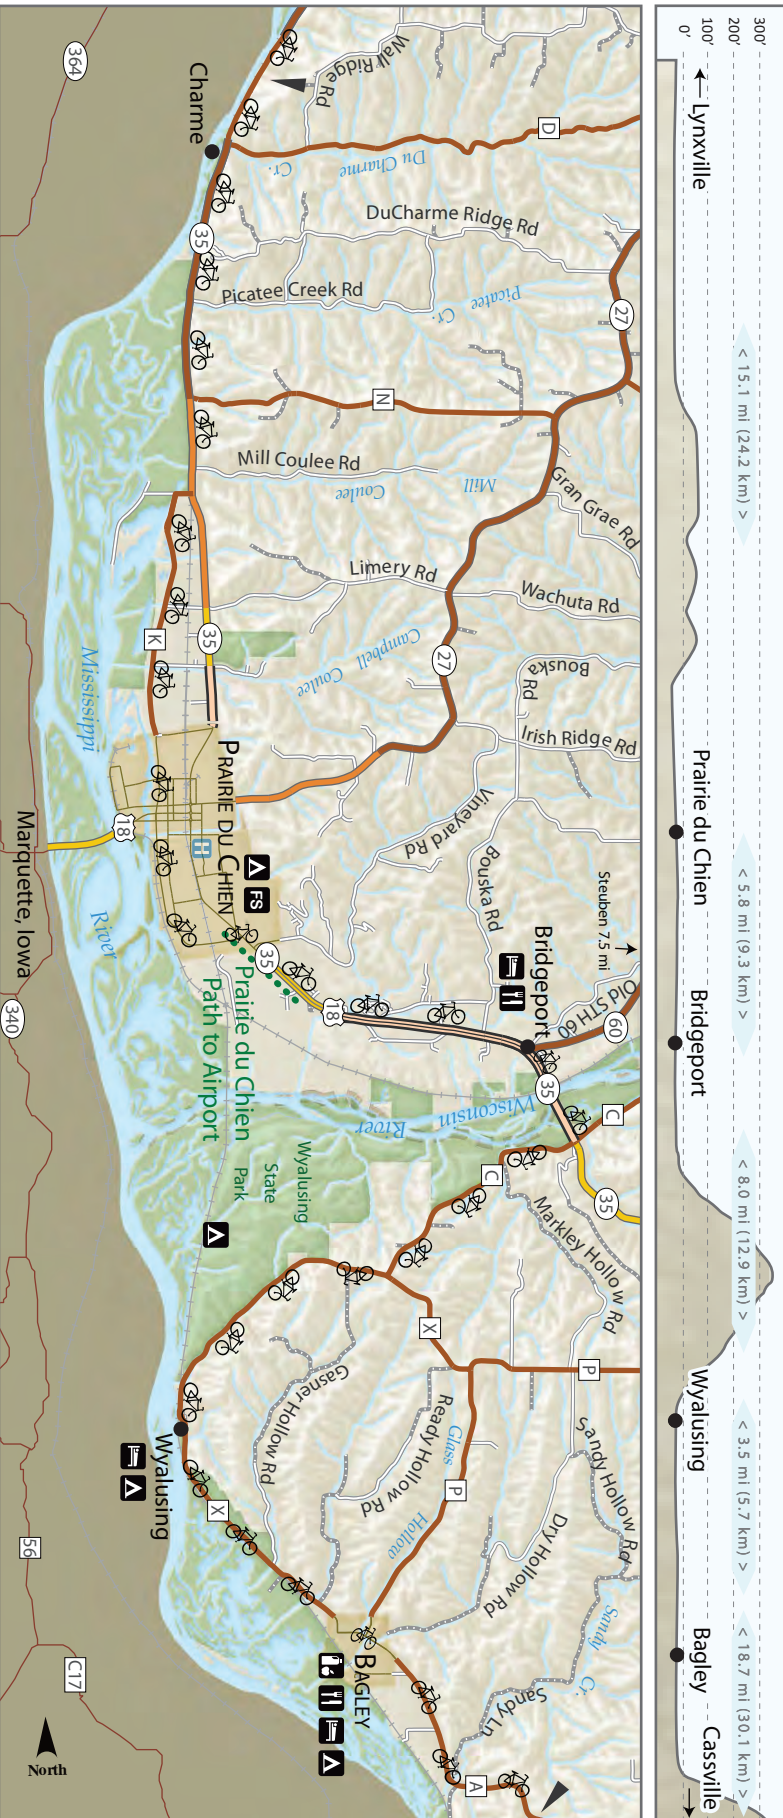 300'
200'
100'
0'
Lynxville
< 15.1 mi (24.2 km) >
Prairie du Chien
< 5.8 mi (9.3 km) >
Bridgeport
< 8.0 mi (12.9 km) >
Wyalusing
< 3.5 mi (5.7 km) >
Bagley
< 18.7 mi (30.1 km) >
Cassville
364
Charme
Wall Ridge
Rd
D
Du Charme
Cr.
DuCharme Ridge Rd
35
Picatee Creek Rd
Picatee
Cr.
27
N
Mill Coulee Rd
Mill
Coulee
Gran Grae Rd
Limery Rd
Wachuta Rd
K
35
Campbell
Coulee
27
Bouska
Rd
Irish Ridge Rd
Mississippi
River
Marquette, Iowa
18
PRAIRIE DU CHIEN
H
FS
Vineyard Rd
Bouska Rd
Steuben 7.5 mi
35
18
Bridgeport
Old STH 60
60
Prairie du Chien
Path to Airport
340
35
Wisconsin
River
C
C
35
Wyalusing
State
Park
Markley Hollow Rd
X
P
Gasner Hollow Rd
Ready Hollow Rd
Glass
Hollow
P
Sandy Hollow Rd
Dry Hollow Rd
Wyalusing
X
56
Sandy
Cr.
BAGLEY
Sandy Ln
A
C17
North